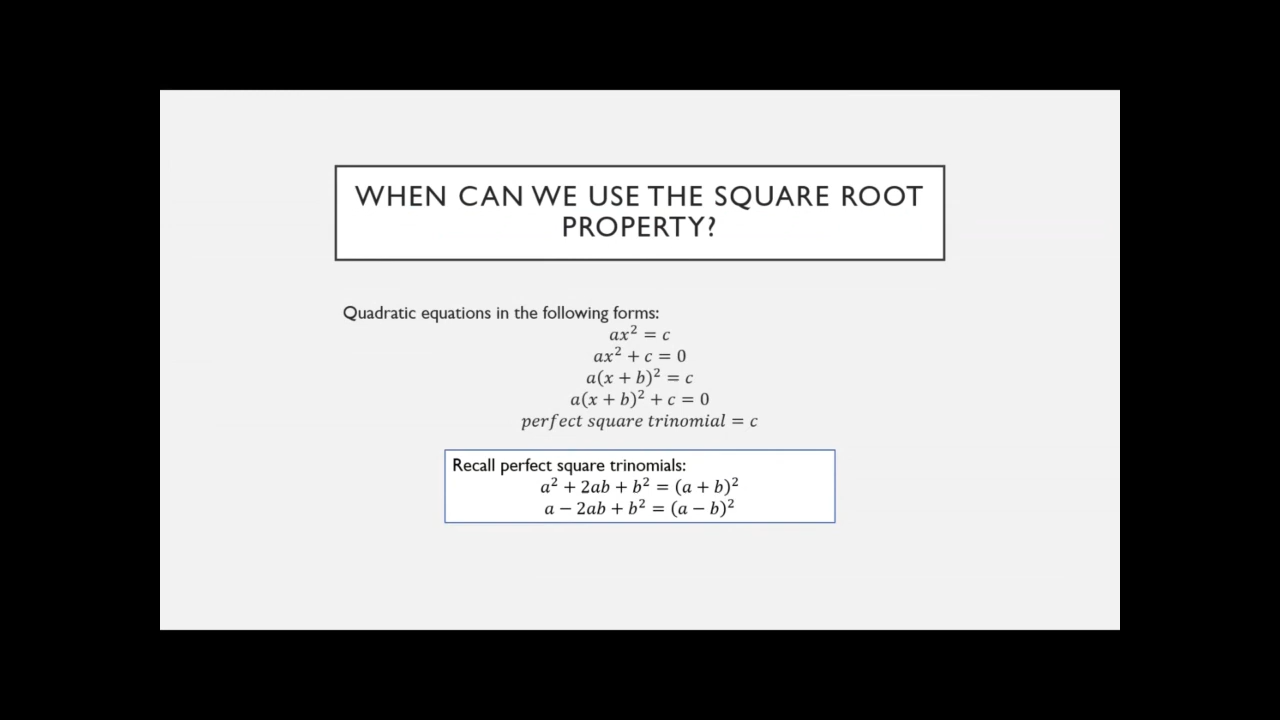 WHEN CAN WE USE THE SQUARE ROOT
PROPERTY?
Quadratic equations in the following forms:
ax² = c
ax² + c = 0
a(x + b)² = c
a(x + b)² + c = 0
perfect square trinomial = c
Recall perfect square trinomials:
a² + 2ab + b² = (a + b)²
a − 2ab + b² = (a − b)²